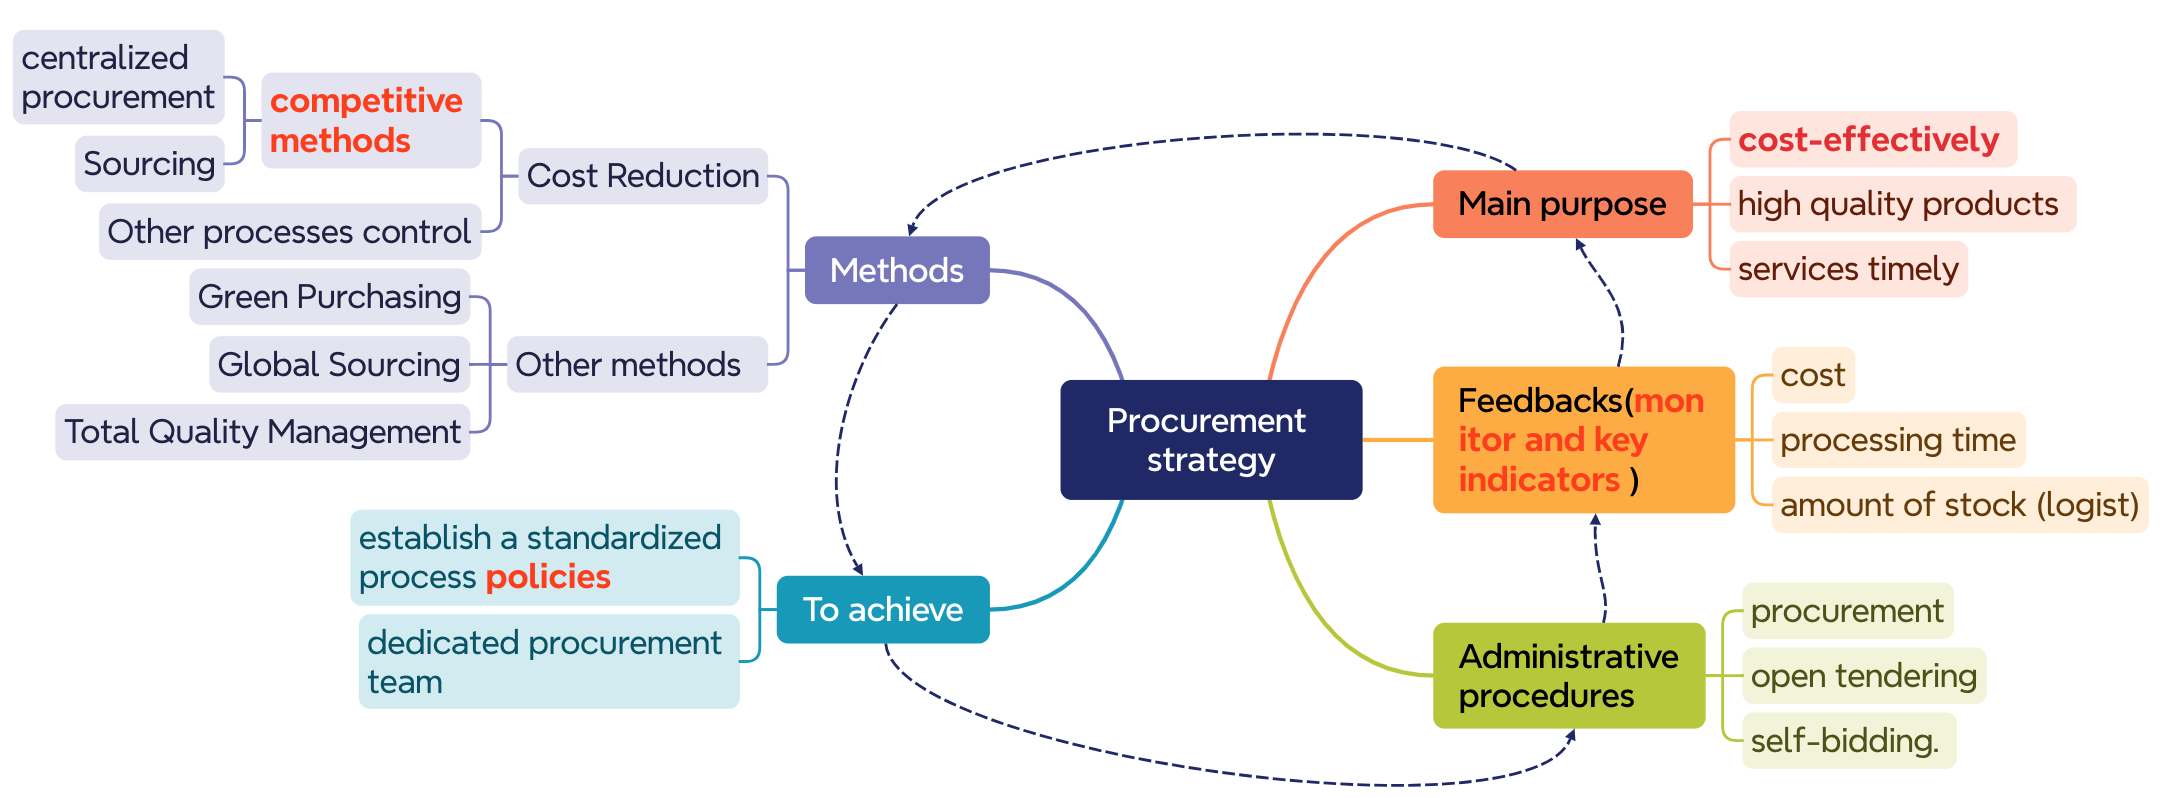 centralized
procurement
Sourcing
competitive
methods
Other processes control
Cost Reduction
Green Purchasing
Global Sourcing
Total Quality Management
Other methods
Methods
establish a standardized
process policies
dedicated procurement
team
To achieve
Procurement
strategy
Main purpose
cost-effectively
high quality products
services timely
Feedbacks(mon
itor and key
indicators )
cost
processing time
amount of stock (logist)
Administrative
procedures
procurement
open tendering
self-bidding.